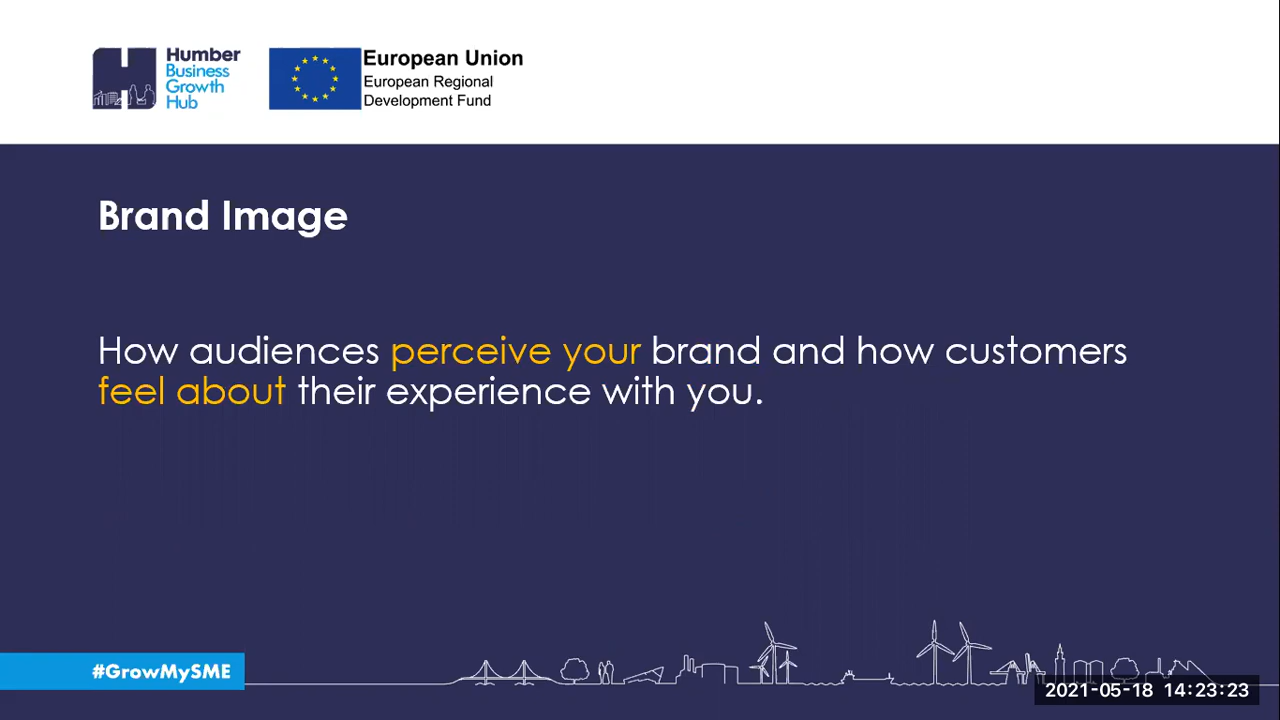 Humber
Business
Growth
Hub
European Union
European Regional
Development Fund
Brand Image
How audiences perceive your brand and how customers
feel about their experience with you.
#GrowMySME
2021-05-18 14:23:23